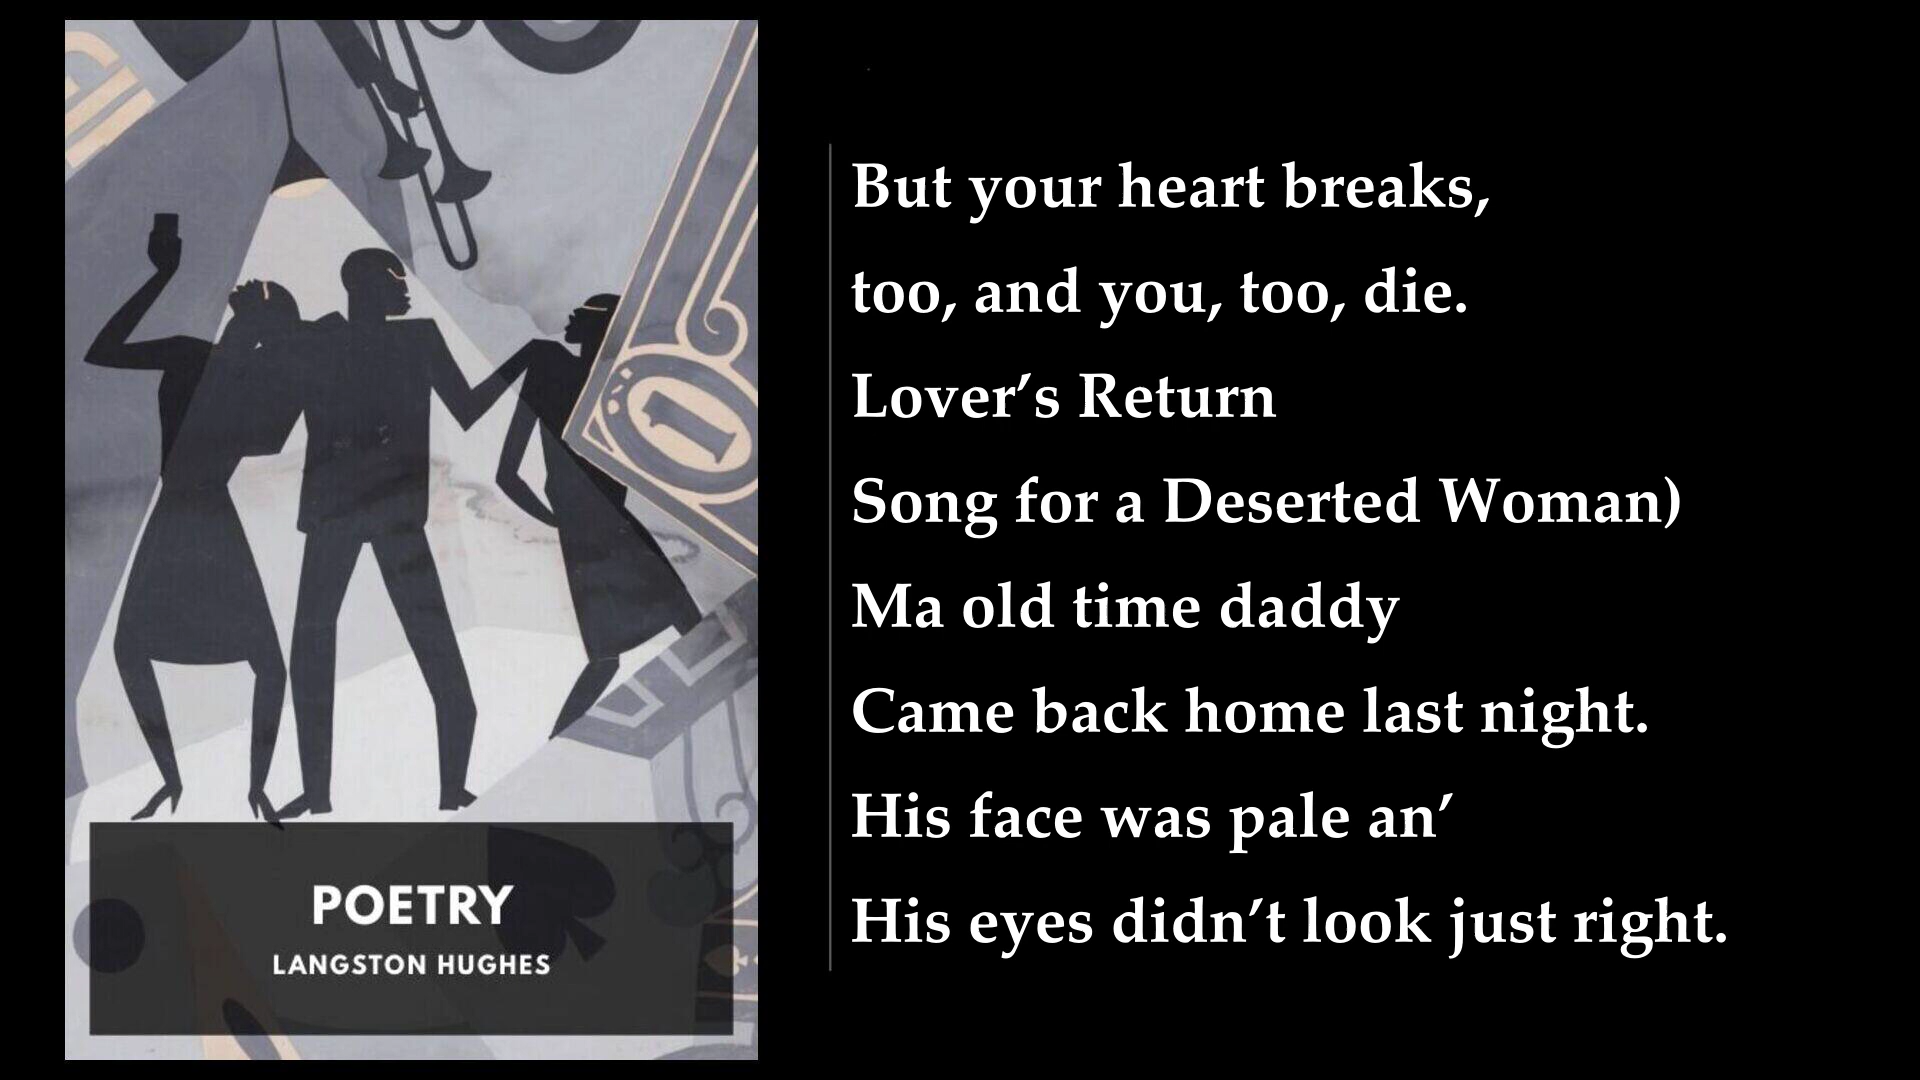 POETRY
LANGSTON HUGHES
But your heart breaks,
too, and you, too, die.
Lover’s Return
Song for a Deserted Woman)
Ma old time daddy
Came back home last night.
His face was pale an’
His eyes didn’t look just right.
1